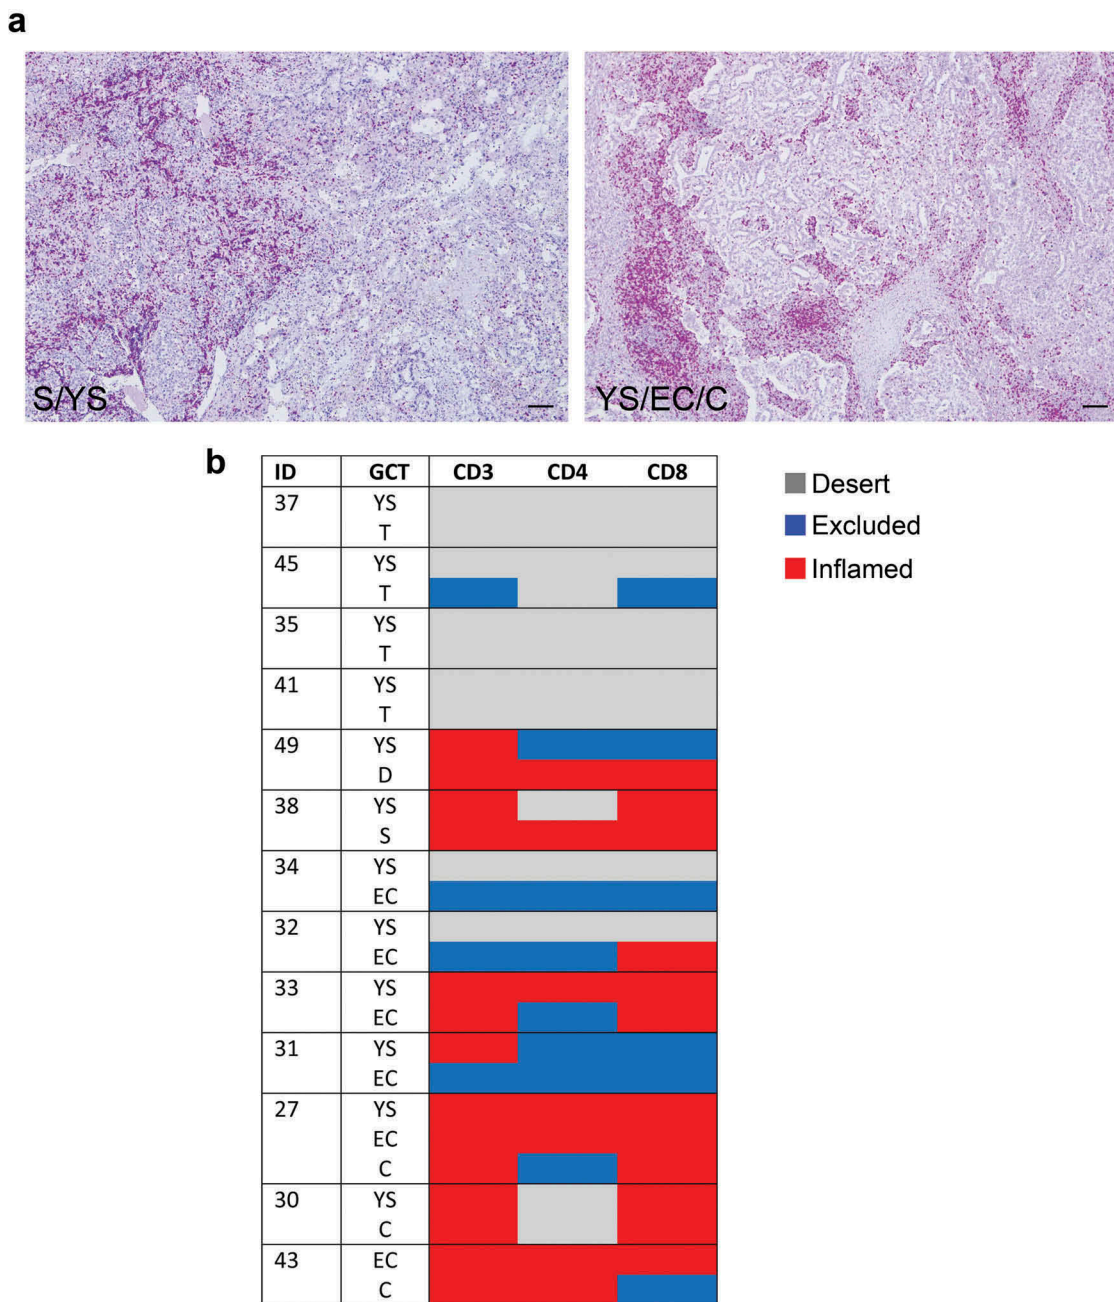 a
S/YS
YS/EC/C
b
ID GCT CD3 CD4 CD8
37 YS
T
45 YS
T
35 YS
T
41 YS
T
49 YS
D
38 YS
S
34 YS
EC
32 YS
EC
33 YS
EC
31 YS
EC
27 YS
EC
C
30 YS
C
43 EC
C
Desert
Excluded
Inflamed